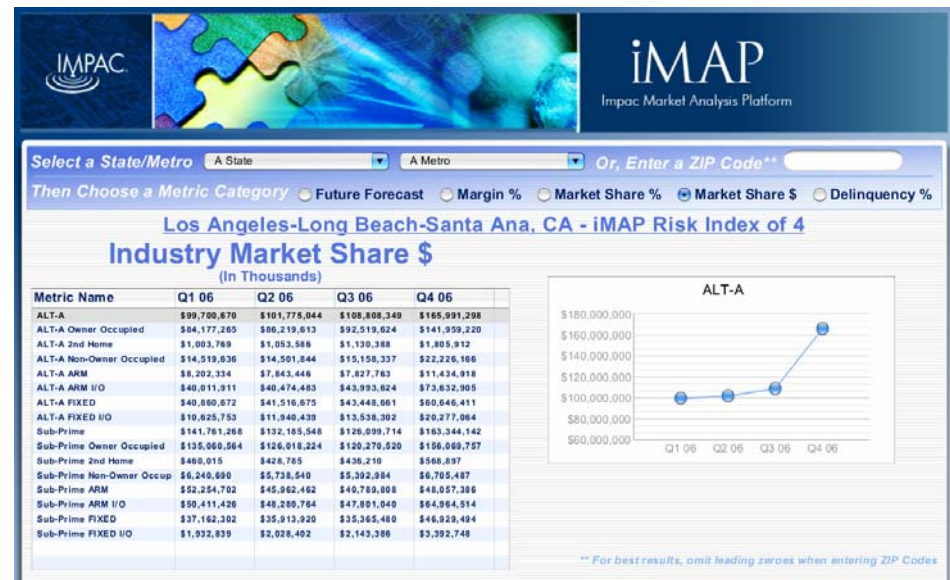 IMPAC
iMAP
Impac Market Analysis Platform
Select a State/Metro A State A Metro Or, Enter a ZIP Code**
Then Choose a Metric Category Future Forecast Margin % Market Share % Market Share $ Delinquency %
Los Angeles-Long Beach-Santa Ana, CA - iMAP Risk Index of 4
Industry Market Share $
(In Thousands)
Metric Name Q1 06 Q2 06 Q3 06 Q4 06
ALT-A $99,700,670 $101,775,044 $108,808,349 $165,991,298
ALT-A Owner Occupied $84,177,265 $86,219,613 $92,519,624 $141,959,220
ALT-A 2nd Home $1,003,769 $1,053,586 $1,130,388 $1,805,912
ALT-A Non-Owner Occupied $14,519,636 $14,501,844 $15,158,337 $22,226,166
ALT-A ARM $8,202,334 $7,843,446 $7,827,763 $11,434,918
ALT-A ARM I/O $40,011,911 $40,474,483 $43,993,624 $73,632,905
ALT-A FIXED $40,860,672 $41,516,675 $43,448,661 $60,646,411
ALT-A FIXED I/O $10,625,753 $11,940,439 $13,538,302 $20,277,064
Sub-Prime $141,761,268 $132,185,548 $126,099,714 $163,344,142
Sub-Prime Owner Occupied $135,060,564 $126,018,224 $120,270,520 $156,069,757
Sub-Prime 2nd Home $460,015 $428,785 $436,210 $568,897
Sub-Prime Non-Owner Occup $6,240,690 $5,738,540 $5,392,984 $6,705,487
Sub-Prime ARM $52,254,702 $45,962,462 $40,789,808 $48,057,386
Sub-Prime ARM I/O $50,411,426 $48,280,764 $47,801,040 $64,964,514
Sub-Prime FIXED $37,162,302 $35,913,920 $35,365,480 $46,929,494
Sub-Prime FIXED I/O $1,932,839 $2,028,402 $2,143,386 $3,392,748
ALT-A
$180,000,000
$160,000,000
$140,000,000
$120,000,000
$100,000,000
$80,000,000
$60,000,000
Q1 06 Q2 06 Q3 06 Q4 06
** For best results, omit leading zeroes when entering ZIP Codes